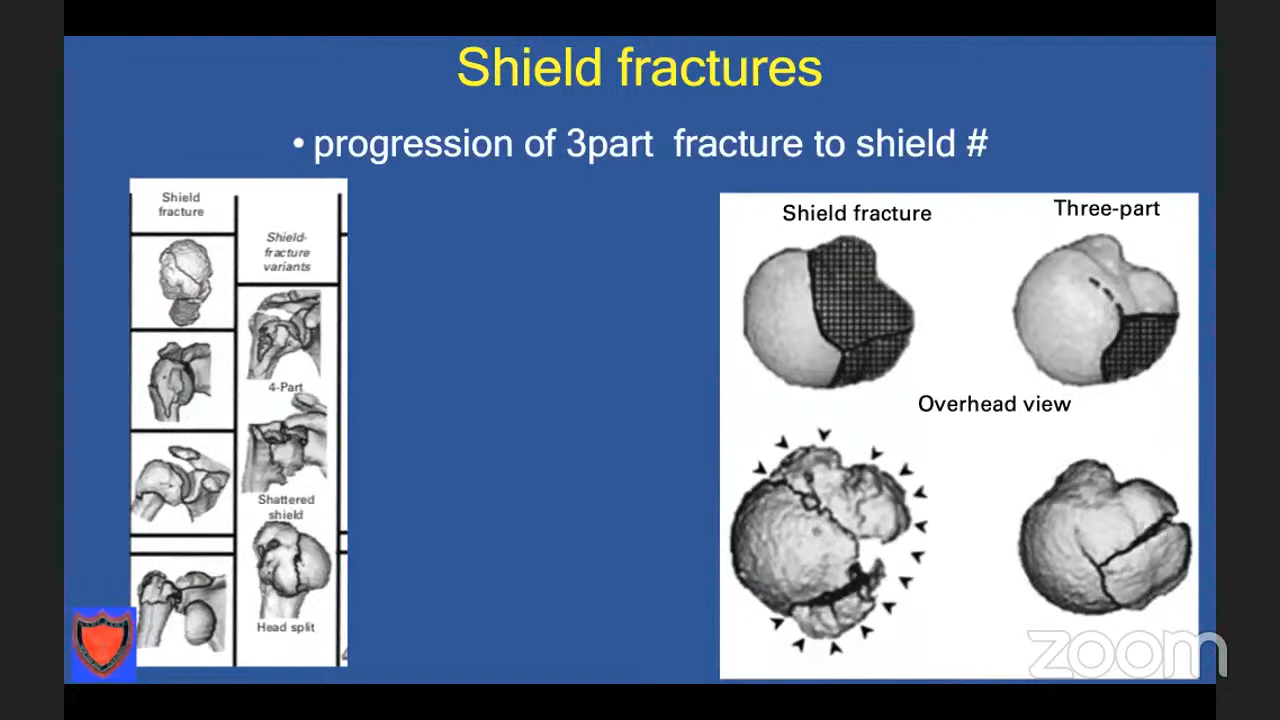 Shield fractures
• progression of 3part fracture to shield #
Shield
fracture
Shield-
fracture
variants
4-Part
Shattered
shield
Head split
Shield fracture
Three-part
Overhead view
zoom